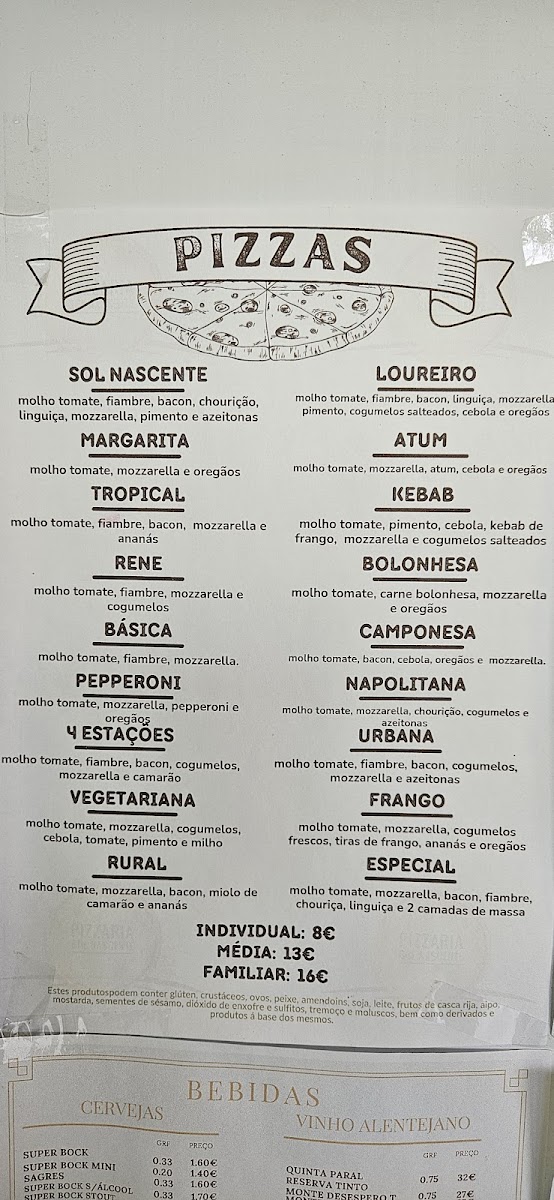 PIZZAS
SOL NASCENTE
molho tomate, fiambre, bacon, chourição,
linguiça, mozzarella, pimento e azeitonas
MARGARITA
molho tomate, mozzarella e oregãos
TROPICAL
molho tomate, fiambre, bacon, mozzarella e
ananás
RENE
molho tomate, fiambre, mozzarella e
cogumelos
BÁSICA
molho tomate, fiambre, mozzarella.
PEPPERONI
molho tomate, mozzarella, pepperoni e
oregãos
4 ESTAÇÕES
molho tomate, fiambre, bacon, cogumelos,
mozzarella e camarão
VEGETARIANA
molho tomate, mozzarella, cogumelos,
cebola, tomate, pimento e milho
RURAL
molho tomate, mozzarella, bacon, miolo de
camarão e ananás
LOUREIRO
molho tomate, fiambre, bacon, linguiça, mozzarella
pimento, cogumelos salteados, cebola e oregãos
ATUM
molho tomate, mozzarella, atum, cebola e oregãos
KEBAB
molho tomate, pimento, cebola, kebab de
frango, mozzarella e cogumelos salteados
BOLONHESA
molho tomate, carne bolonhesa, mozzarella
e oregãos
CAMPONESA
molho tomate, bacon, cebola, oregãos e mozzarella.
NAPOLITANA
molho tomate, mozzarella, chourição, cogumelos e
azeitonas
URBANA
molho tomate, fiambre, bacon, cogumelos,
mozzarella e azeitonas
FRANGO
molho tomate, mozzarella, cogumelos
frescos, tiras de frango, ananás e oregãos
ESPECIAL
molho tomate, mozzarella, bacon, fiambre,
chouriça, linguiça e 2 camadas de massa
INDIVIDUAL: 8€
MÉDIA: 13€
FAMILIAR: 16€
Estes produtospodem conter glúten, crustáceos, ovos, peixe, amendoins, soja, leite, frutos de casca rija, aipo,
mostarda, sementes de sésamo, dióxido de enxofre e sulfitos, tremoço e moluscos, bem como derivados e
produtos á base dos mesmos.
BEBIDAS
CERVEJAS
GRF PREÇO
SUPER BOCK 0.33 1.60€
SUPER BOCK MINI 0.20 1.40€
SAGRES 0.33 1.60€
SUPER BOCK S/ÁLCOOL 0.33 1.70€
SUPER BOCK STOUT
VINHO ALENTEJANO
GRF PREÇO
QUINTA PARAL
RESERVA TINTO 0.75 32€
MONTE DESESPERO T 0.75 27€